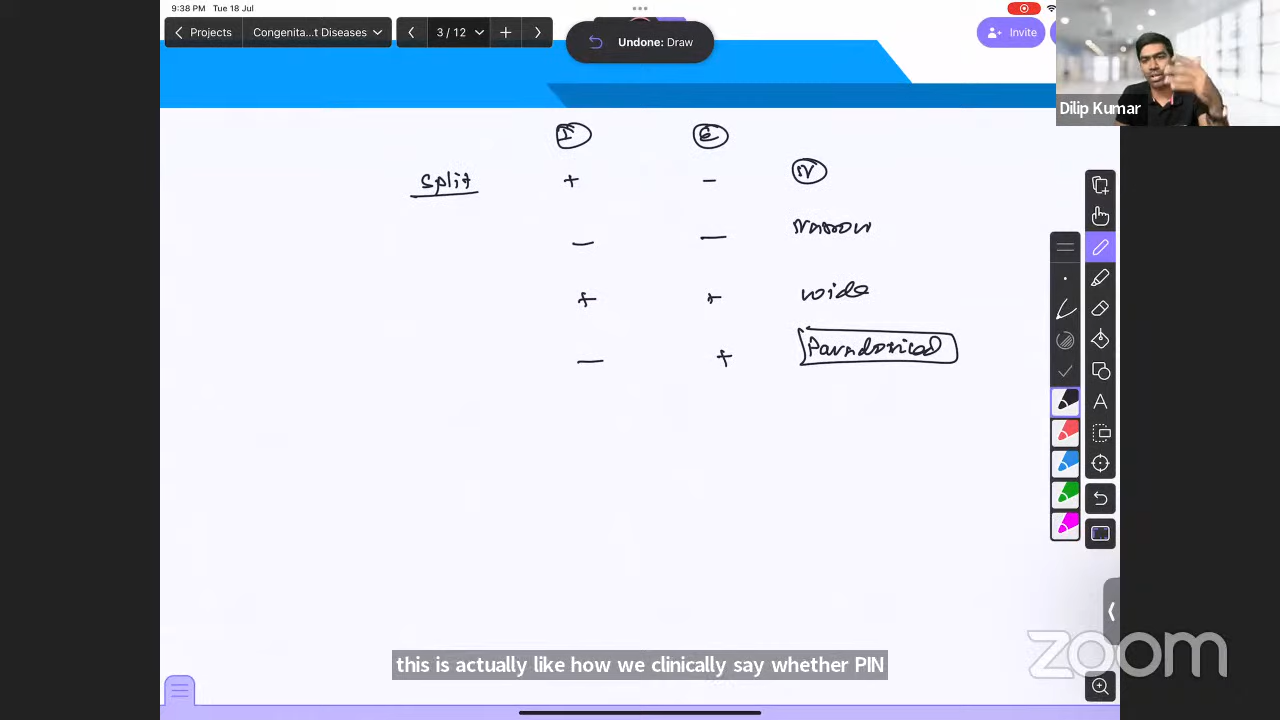 9:38 PM Tue 18 Jul
Projects Congenita...t Diseases 3 / 12 Undone: Draw Invite
Dilip Kumar
I E
Split + - N
- - Narrow
+ + wide
- + Paradoxical
this is actually like how we clinically say whether PIN
zoom